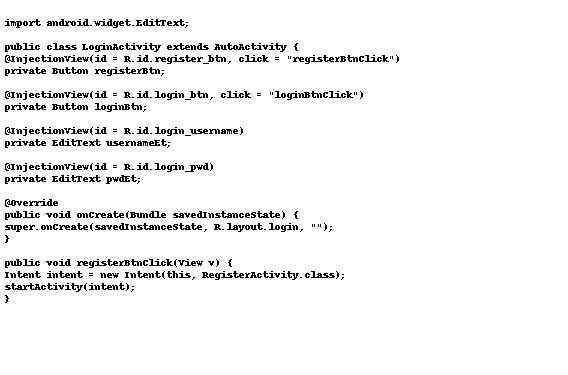 import android.widget.EditText;
public class LoginActivity extends AutoActivity {
@InjectionView(id = R.id.register_btn, click = "registerBtnClick")
private Button registerBtn;
@InjectionView(id = R.id.login_btn, click = "loginBtnClick")
private Button loginBtn;
@InjectionView(id = R.id.login_username)
private EditText usernameEt;
@InjectionView(id = R.id.login_pwd)
private EditText pwdEt;
@Override
public void onCreate(Bundle savedInstanceState) {
super.onCreate(savedInstanceState, R.layout.login, "");
}
public void registerBtnClick(View v) {
Intent intent = new Intent(this, RegisterActivity.class);
startActivity(intent);
}